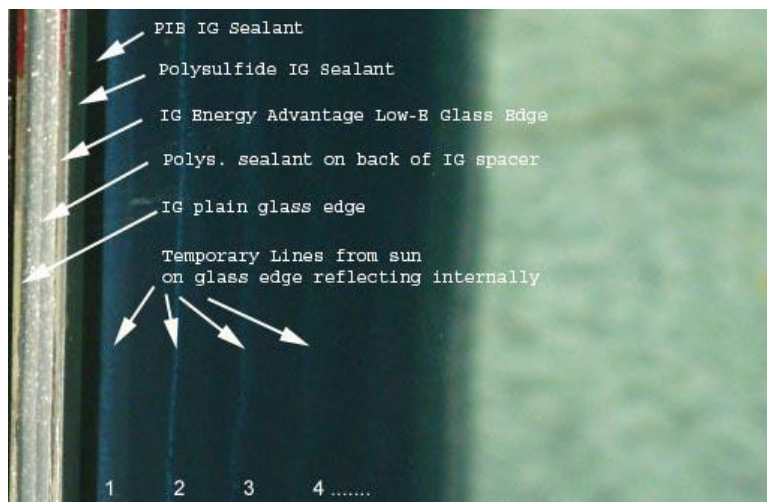 PIB IG Sealant
Polysulfide IG Sealant
IG Energy Advantage Low-E Glass Edge
Polys. sealant on back of IG spacer
IG plain glass edge
Temporary Lines from sun
on glass edge reflecting internally
1 2 3 4 .......